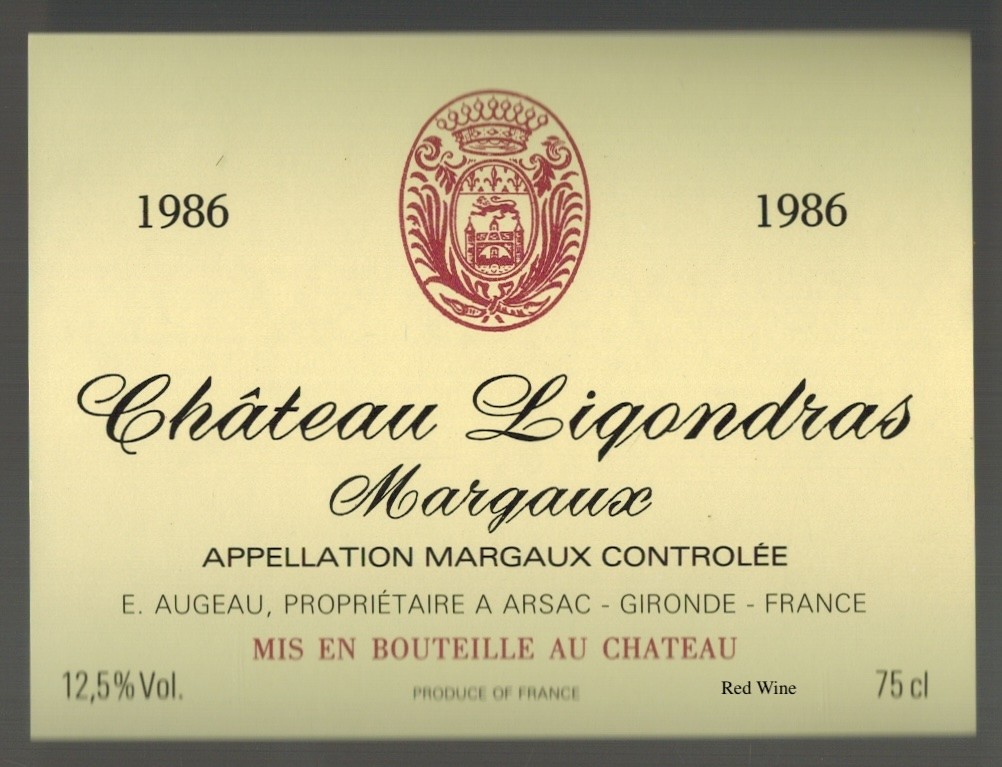 1986 1986
Château Ligondras
Margaux
APPELLATION MARGAUX CONTROLÉE
E. AUGEAU, PROPRIÉTAIRE A ARSAC - GIRONDE - FRANCE
MIS EN BOUTEILLE AU CHATEAU
12,5% Vol. PRODUCE OF FRANCE Red Wine 75 cl